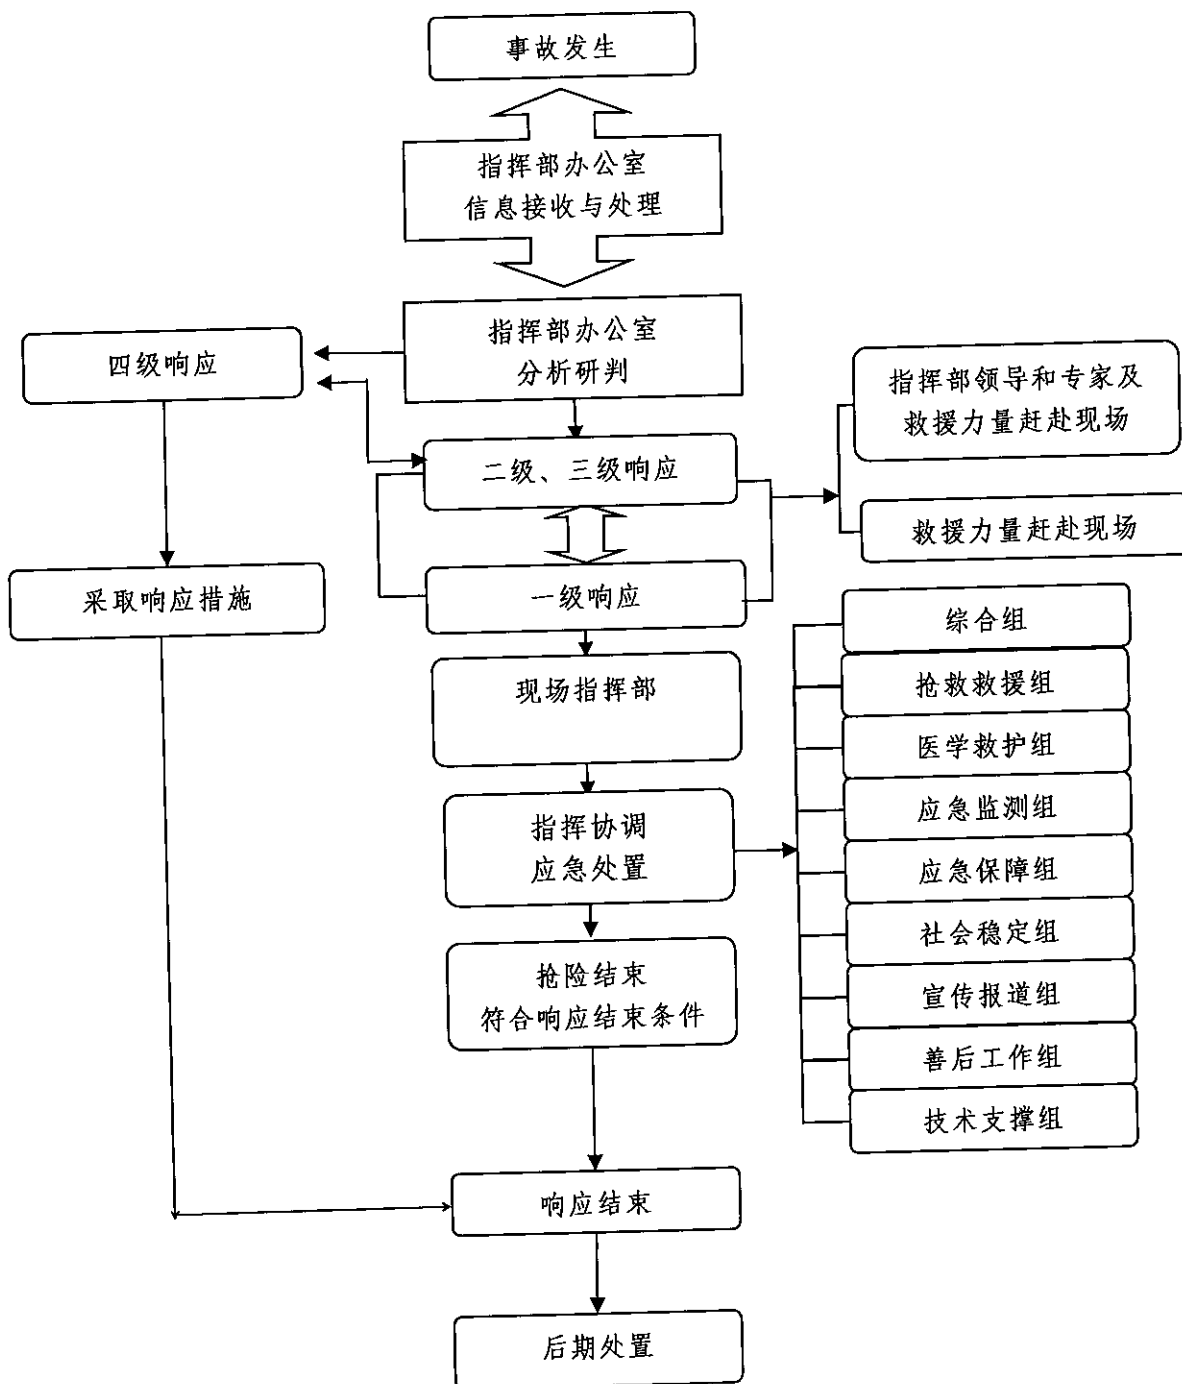 事故发生
指挥部办公室
信息接收与处理
指挥部办公室
分析研判
四级响应
指挥部领导和专家及
救援力量赶赴现场
二级、三级响应
救援力量赶赴现场
采取响应措施
一级响应
综合组
抢救救援组
现场指挥部
医学救护组
应急监测组
指挥协调
应急处置
应急保障组
社会稳定组
抢险结束
符合响应结束条件
宣传报道组
善后工作组
技术支撑组
响应结束
后期处置